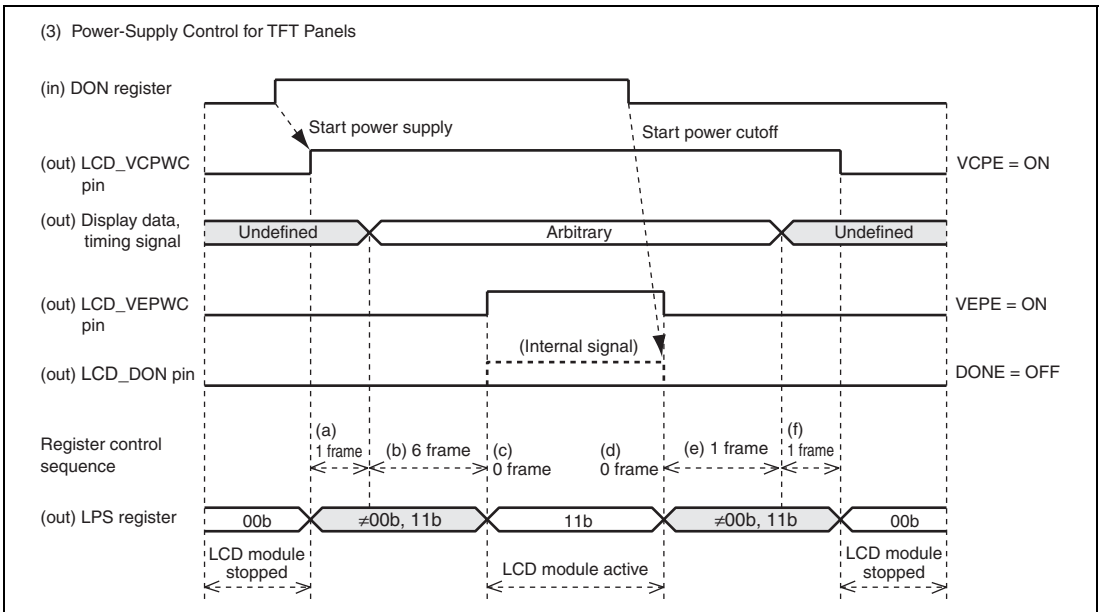 (3) Power-Supply Control for TFT Panels
(in) DON register
Start power supply
Start power cutoff
(out) LCD_VCPWC
pin
VCPE = ON
(out) Display data,
timing signal
Undefined
Arbitrary
Undefined
(out) LCD_VEPWC
pin
VEPE = ON
(Internal signal)
(out) LCD_DON pin
DONE = OFF
Register control
sequence
(a)
1 frame
(b) 6 frame
(c)
0 frame
(d)
0 frame
(e) 1 frame
(f)
1 frame
(out) LPS register
00b
≠00b, 11b
11b
≠00b, 11b
00b
LCD module
stopped
LCD module active
LCD module
stopped